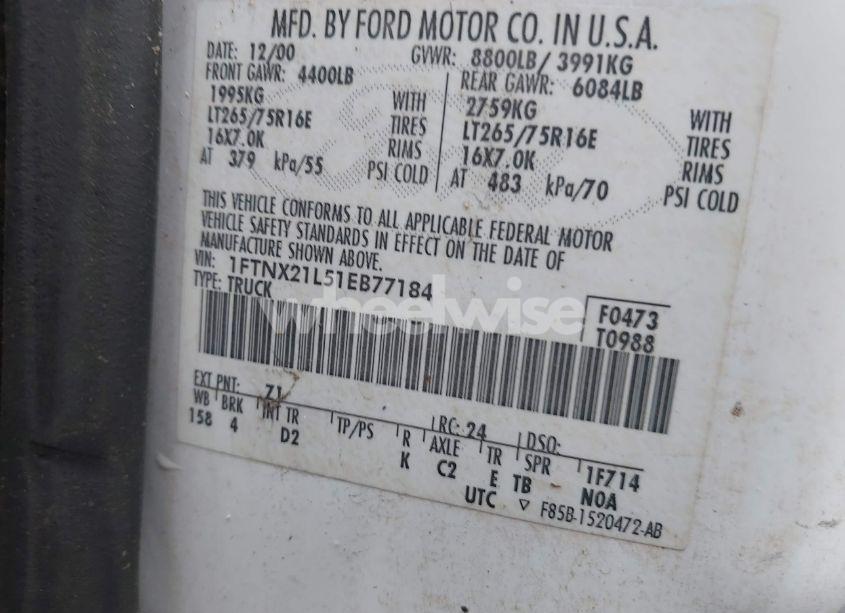 MFD. BY FORD MOTOR CO. IN U.S.A.
DATE: 12/00 GVWR: 8800LB/ 3991KG
FRONT GAWR: 4400LB REAR GAWR: 6084LB
1995KG WITH 2759KG WITH
LT265/75R16E TIRES LT265/75R16E TIRES
16X7.0K RIMS 16X7.0K RIMS
AT 379 kPa/55 PSI COLD AT 483 kPa/70 PSI COLD
THIS VEHICLE CONFORMS TO ALL APPLICABLE FEDERAL MOTOR
VEHICLE SAFETY STANDARDS IN EFFECT ON THE DATE OF
MANUFACTURE SHOWN ABOVE.
VIN: 1FTNX21L51EB77184
TYPE: TRUCK
F0473
T0988
wheelwise
EXT PNT: Z1 RC: 24 DSO:
WB BRK INT TR TP/PS R AXLE TR SPR 1F714
158 4 D2 K C2 E TB N0A
UTC ▽ F85B-1520472-AB